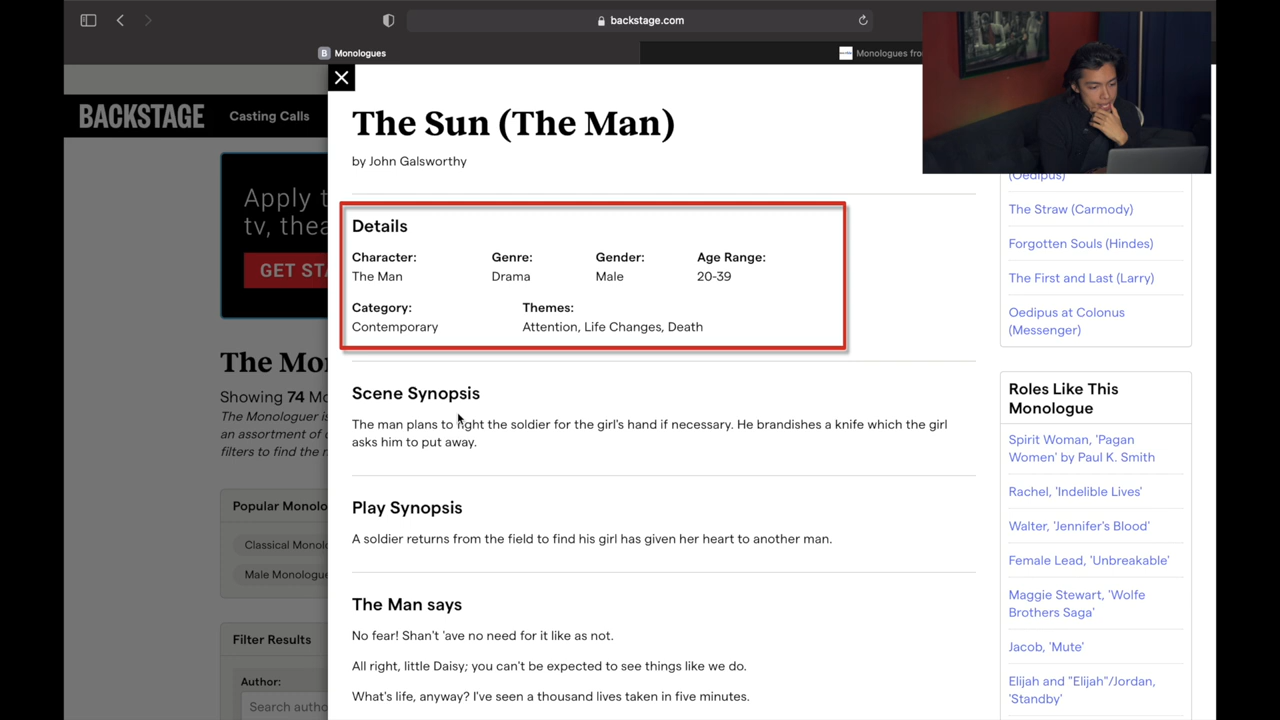 backstage.com
B Monologues
Monologues fro
BACKSTAGE
Casting Calls
The Sun (The Man)
by John Galsworthy
Details
Character:
Genre:
Gender:
Age Range:
The Man
Drama
Male
20-39
Category:
Themes:
Contemporary
Attention, Life Changes, Death
Scene Synopsis
The man plans to fight the soldier for the girl's hand if necessary. He brandishes a knife which the girl
asks him to put away.
Play Synopsis
A soldier returns from the field to find his girl has given her heart to another man.
The Man says
No fear! Shan't 'ave no need for it like as not.
All right, little Daisy; you can't be expected to see things like we do.
What's life, anyway? I've seen a thousand lives taken in five minutes.
Apply t
tv, thea
GET STA
The Mo
Showing 74 Mo
The Monologuer is
an assortment of
filters to find the
Popular Monolo
Classical Monolo
Male Monologue
Filter Results
Author:
Search autho
(Oedipus)
The Straw (Carmody)
Forgotten Souls (Hindes)
The First and Last (Larry)
Oedipus at Colonus
(Messenger)
Roles Like This
Monologue
Spirit Woman, 'Pagan
Women' by Paul K. Smith
Rachel, 'Indelible Lives'
Walter, 'Jennifer's Blood'
Female Lead, 'Unbreakable'
Maggie Stewart, 'Wolfe
Brothers Saga'
Jacob, 'Mute'
Elijah and "Elijah"/Jordan,
'Standby'